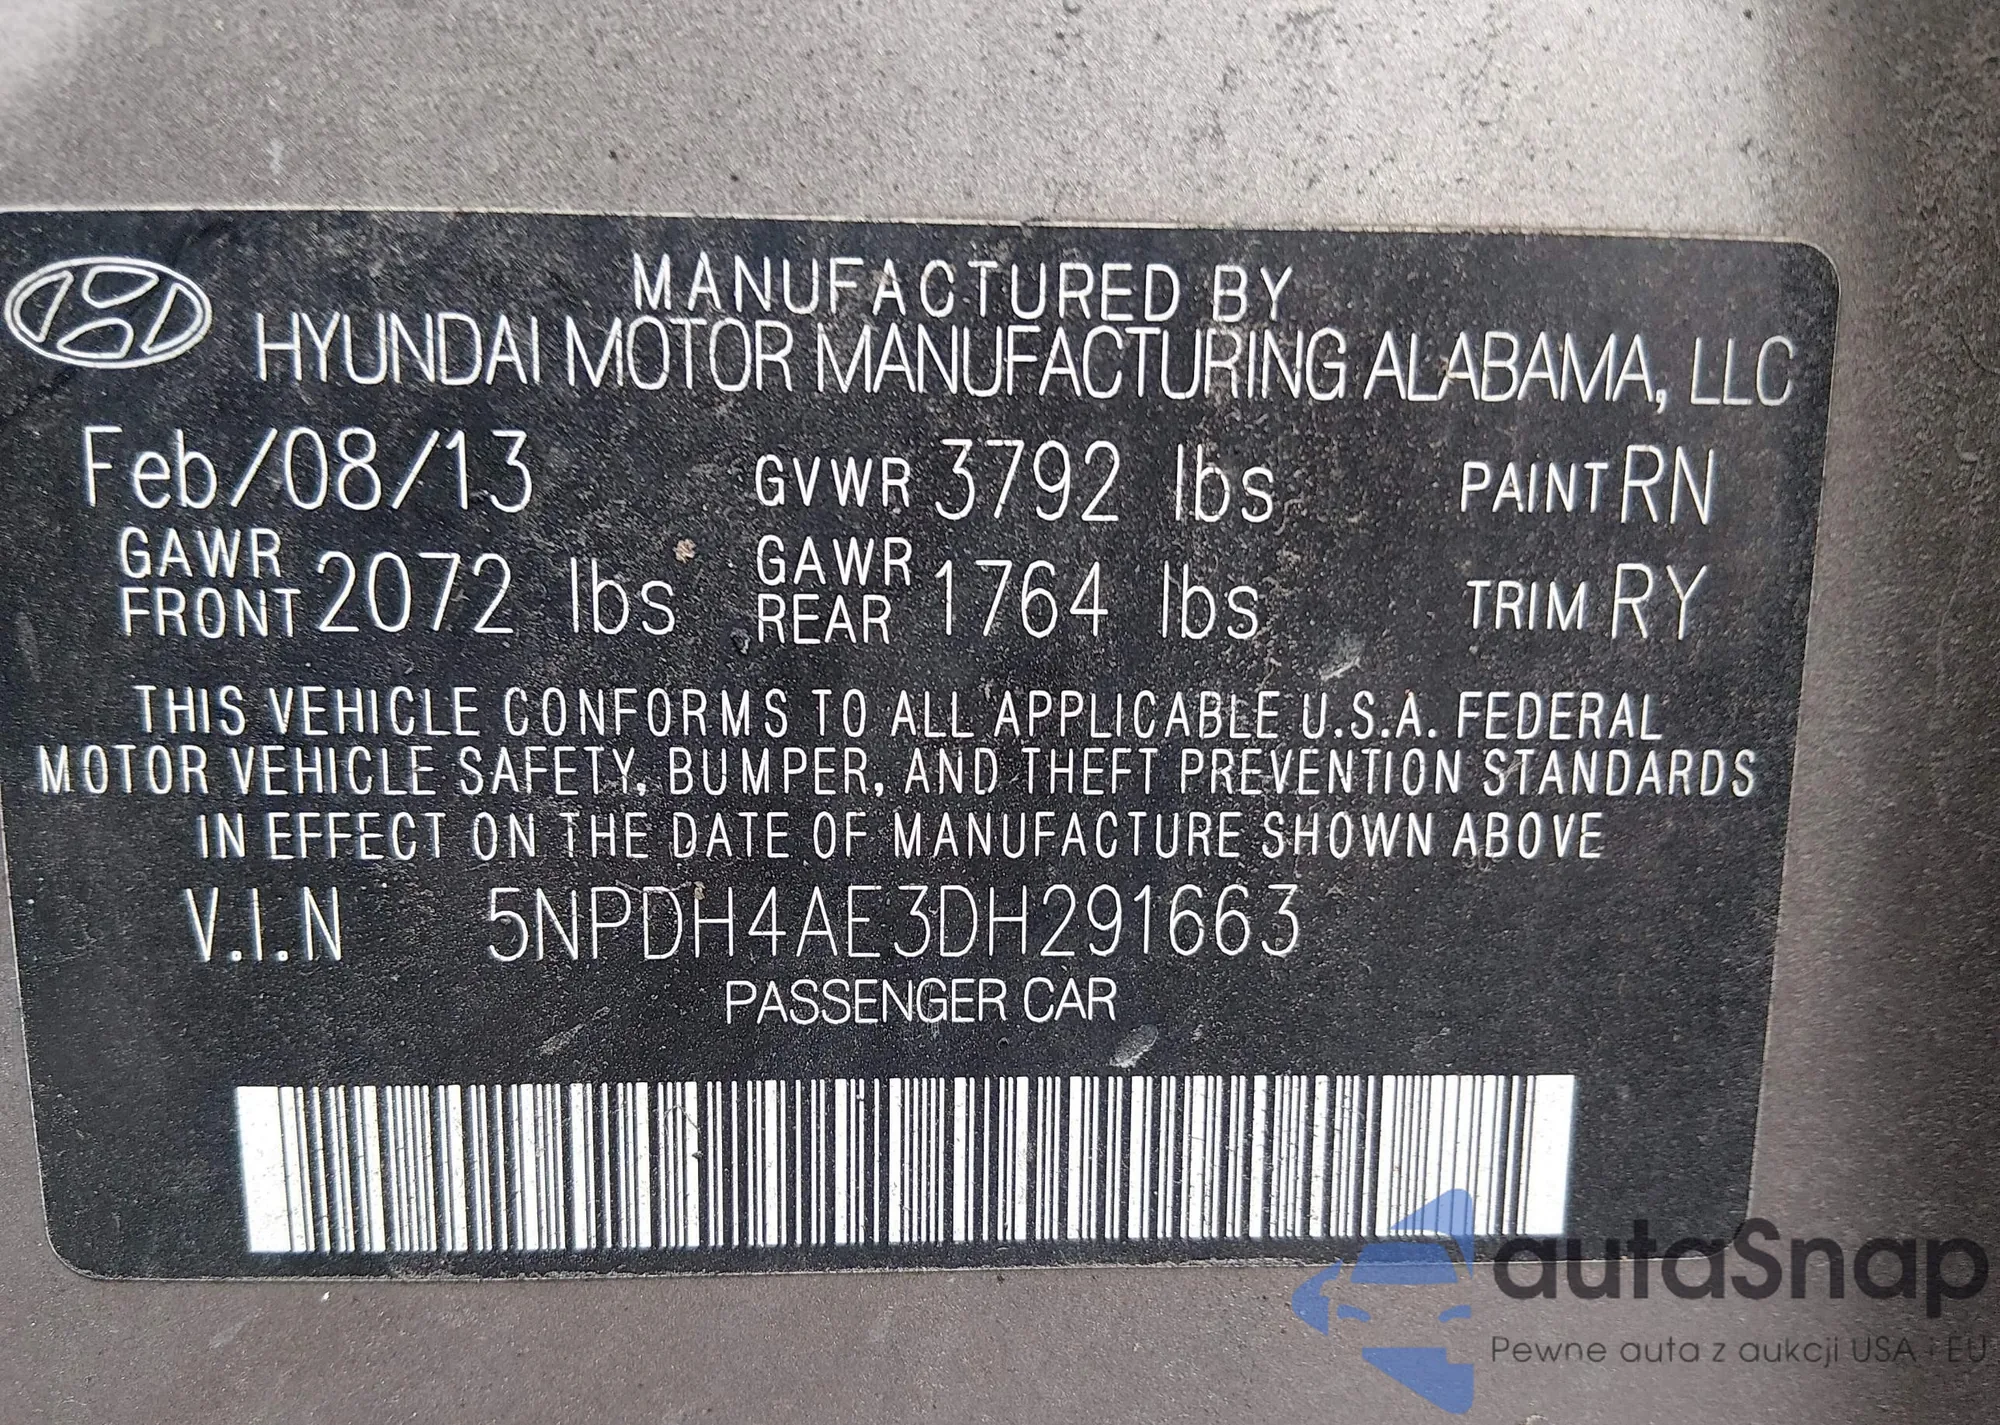 MANUFACTURED BY
HYUNDAI MOTOR MANUFACTURING ALABAMA, LLC
Feb/08/13 GVWR 3792 lbs PAINT RN
GAWR FRONT 2072 lbs GAWR REAR 1764 lbs TRIM RY
THIS VEHICLE CONFORMS TO ALL APPLICABLE U.S.A. FEDERAL
MOTOR VEHICLE SAFETY, BUMPER, AND THEFT PREVENTION STANDARDS
IN EFFECT ON THE DATE OF MANUFACTURE SHOWN ABOVE
V.I.N 5NPDH4AE3DH291663
PASSENGER CAR
autaSnap
Pewne auta z aukcji USA i EU